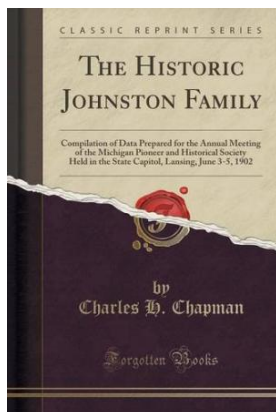 CLASSIC REPRINT SERIES
THE HISTORIC
JOHNSTON FAMILY
Compilation of Data Prepared for the Annual Meeting
of the Michigan Pioneer and Historical Society
Held in the State Capitol, Lansing, June 3-5, 1902
by
Charles H. Chapman
Forgotten Books